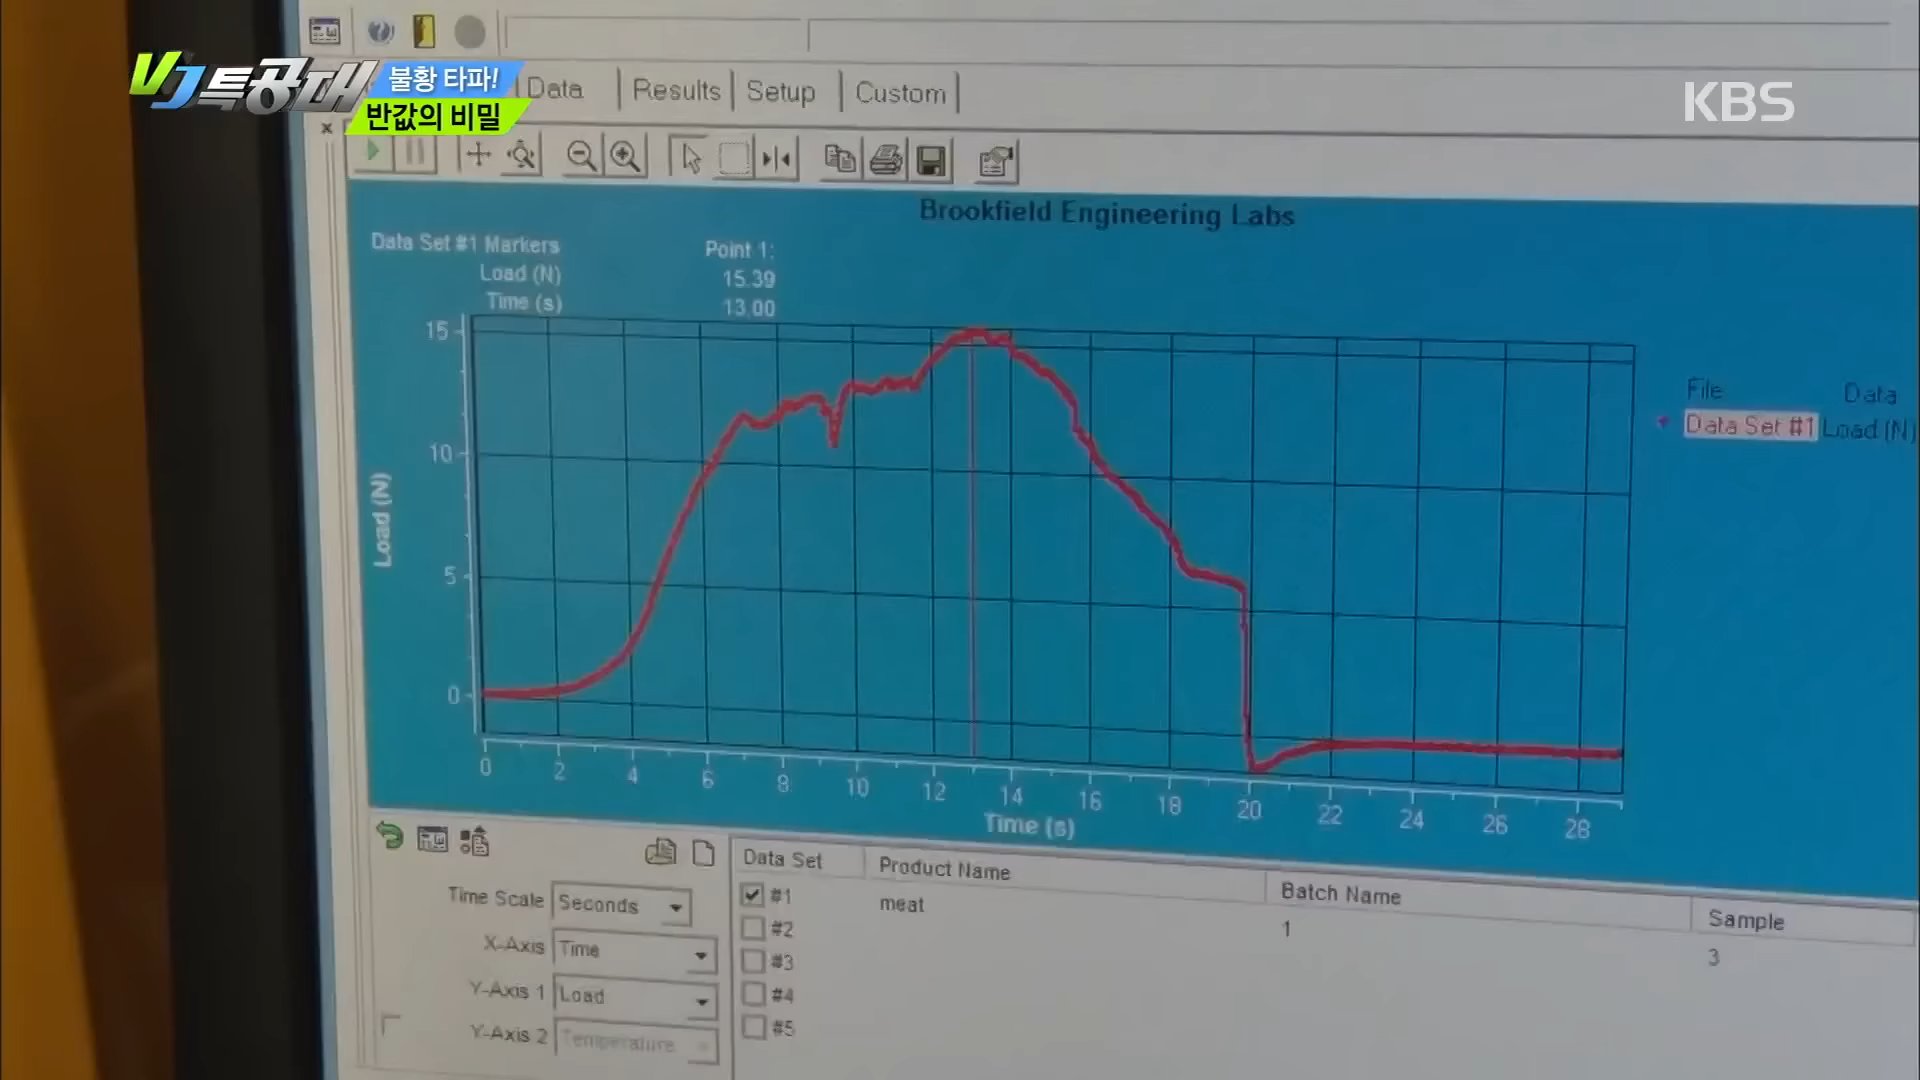 VJ특공대
불황 타파!
반값의 비밀
KBS
Data
Results
Setup
Custom
Brookfield Engineering Labs
Data Set #1 Markers
Point 1:
Load (N)
15.39
Time (s)
13.00
15
10
5
0
Load (N)
0 2 4 6 8 10 12 14 16 18 20 22 24 26 28
Time (s)
File Data
Data Set #1 Load (N)
Time Scale Seconds
X-Axis Time
Y-Axis 1 Load
Y-Axis 2 Temperature
Data Set Product Name Batch Name Sample
#1 meat 1 3
#2
#3
#4
#5